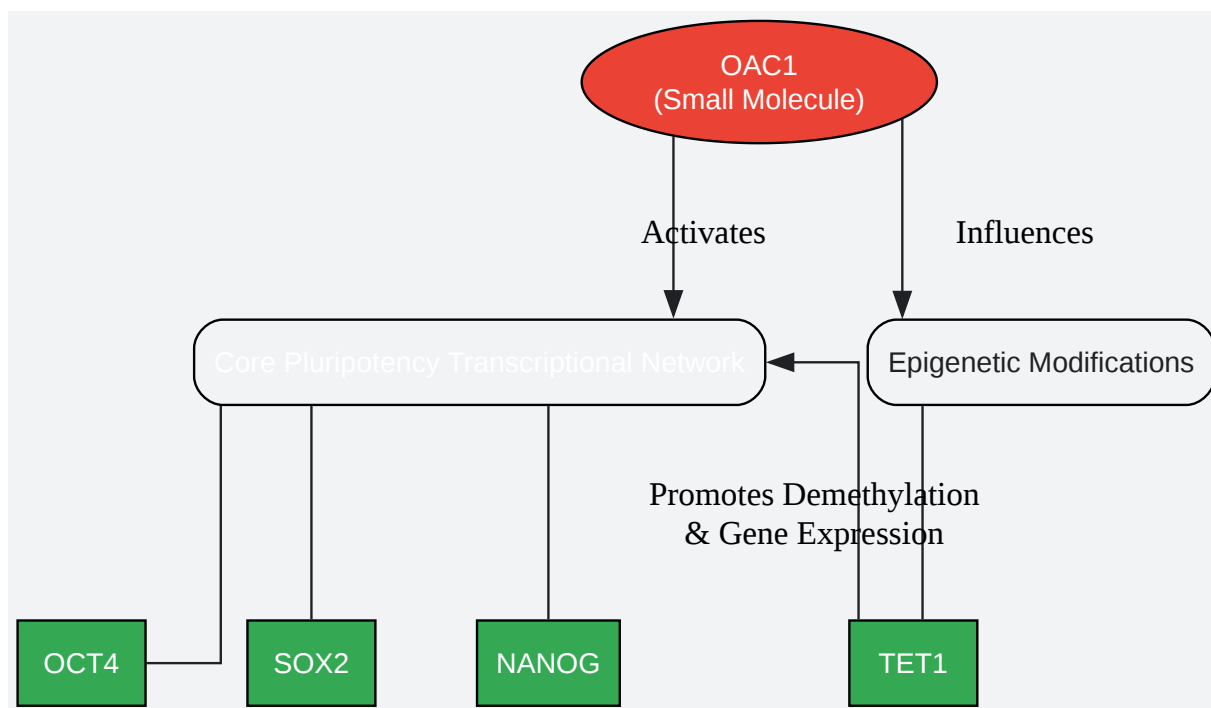 OAC1
(Small Molecule)
Activates
Influences
Core Pluripotency Transcriptional Network
Epigenetic Modifications
Promotes Demethylation
& Gene Expression
OCT4
SOX2
NANOG
TET1